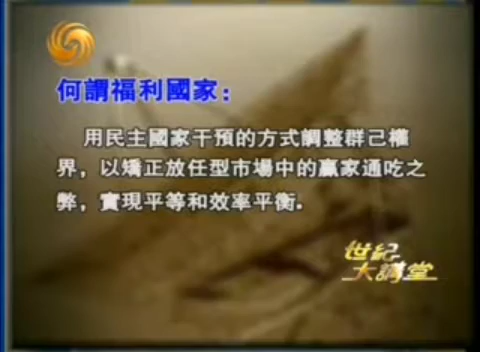 何謂福利國家：
用民主國家干預的方式調整群己權
界，以矯正放任型市場中的贏家通吃之
弊，實現平等和效率平衡.
世紀
大講堂